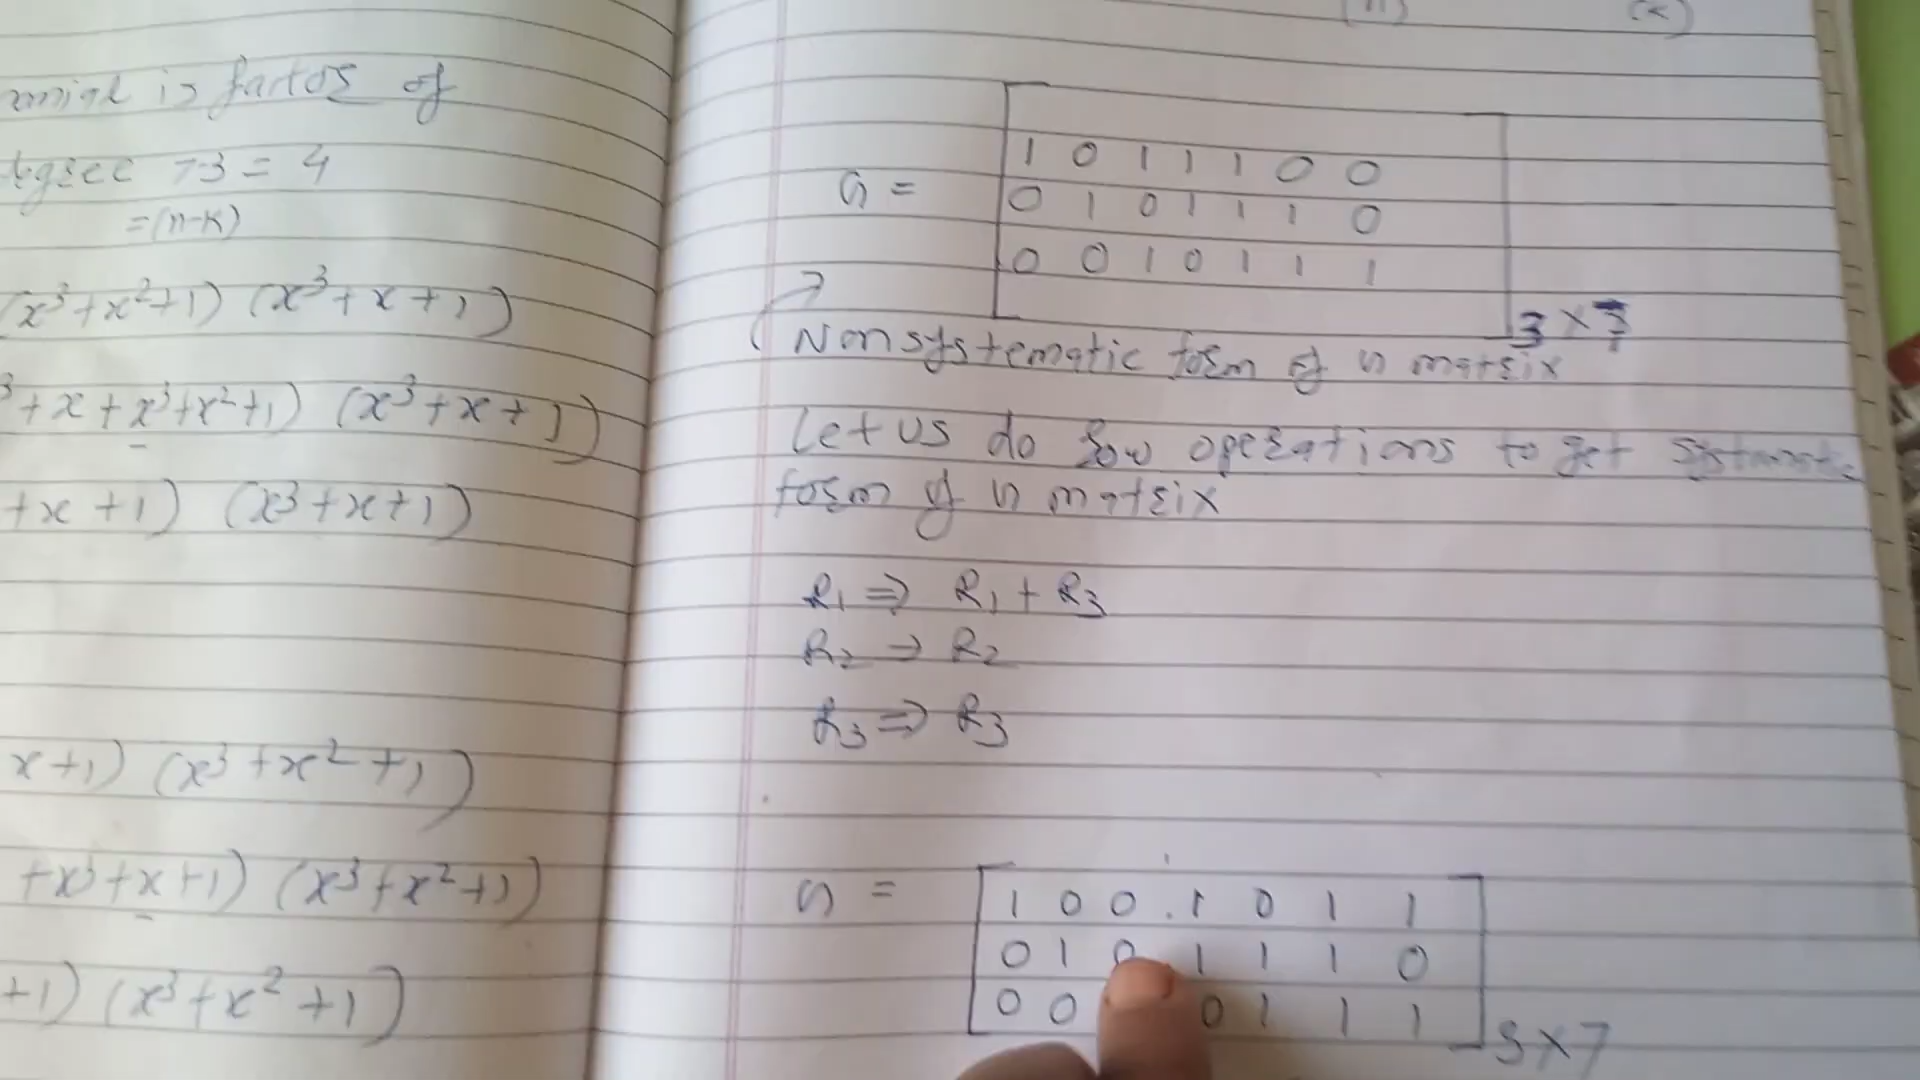 is factor of
degree 7-3 = 4
=(n-k)
(x³+x²+1) (x³+x+1)
³+x+x³+x²+1) (x³+x+1)
+x+1) (x³+x+1)
x+1) (x³+x²+1)
+x³+x+1) (x³+x²+1)
+1) (x³+x²+1)
(n) (k)
1 0 1 1 1 0 0
G = 0 1 0 1 1 1 0
0 0 1 0 1 1 1
3×7
Nonsystematic form of G matrix
Let us do row operations to get systematic
form of G matrix
R₁ ⇒ R₁ + R₃
R₂ → R₂
R₃ ⇒ R₃
G = 1 0 0 1 0 1 1
0 1 0 1 1 1 0
0 0 0 1 1 1
3×7